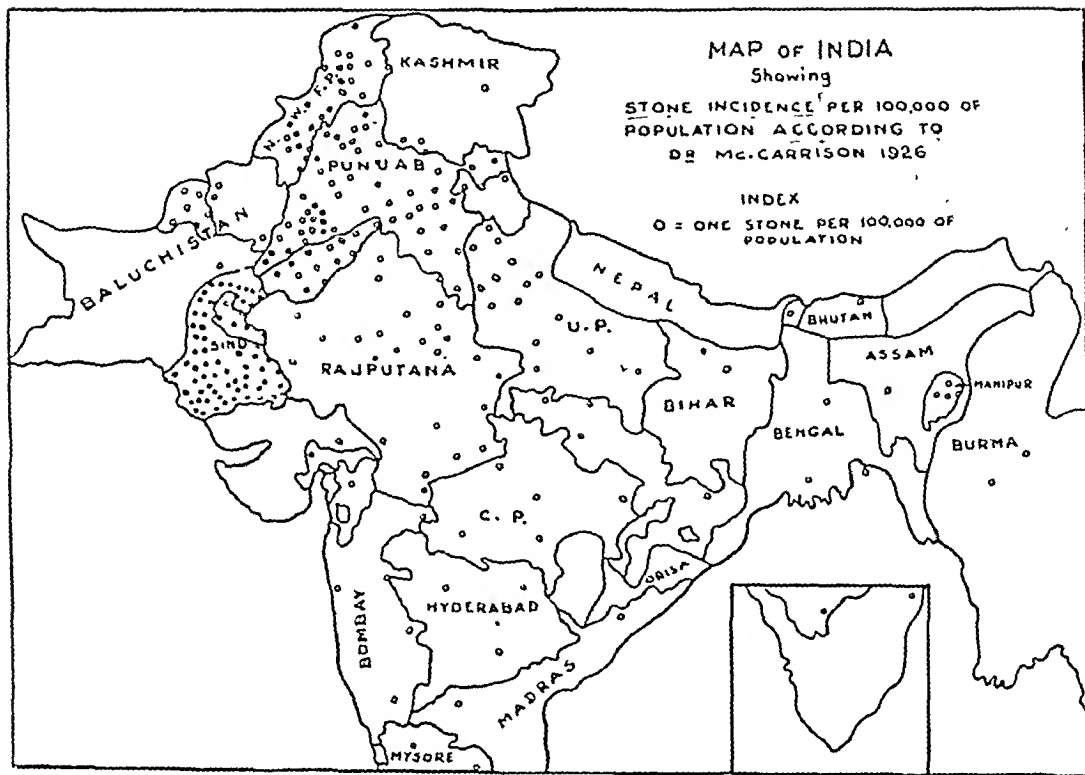 MAP OF INDIA
Showing
STONE INCIDENCE PER 100,000 OF
POPULATION ACCORDING TO
DR MC. CARRISON 1926
INDEX
O = ONE STONE PER 100,000 OF
POPULATION
KASHMIR
N. W. F. P.
PUNJAB
BALUCHISTAN
SIND
RAJPUTANA
U.P.
NEPAL
BHUTAN
ASSAM
MANIPUR
BIHAR
BENGAL
BURMA
C.P.
ORISA
HYDERABAD
BOMBAY
MADRAS
MYSORE